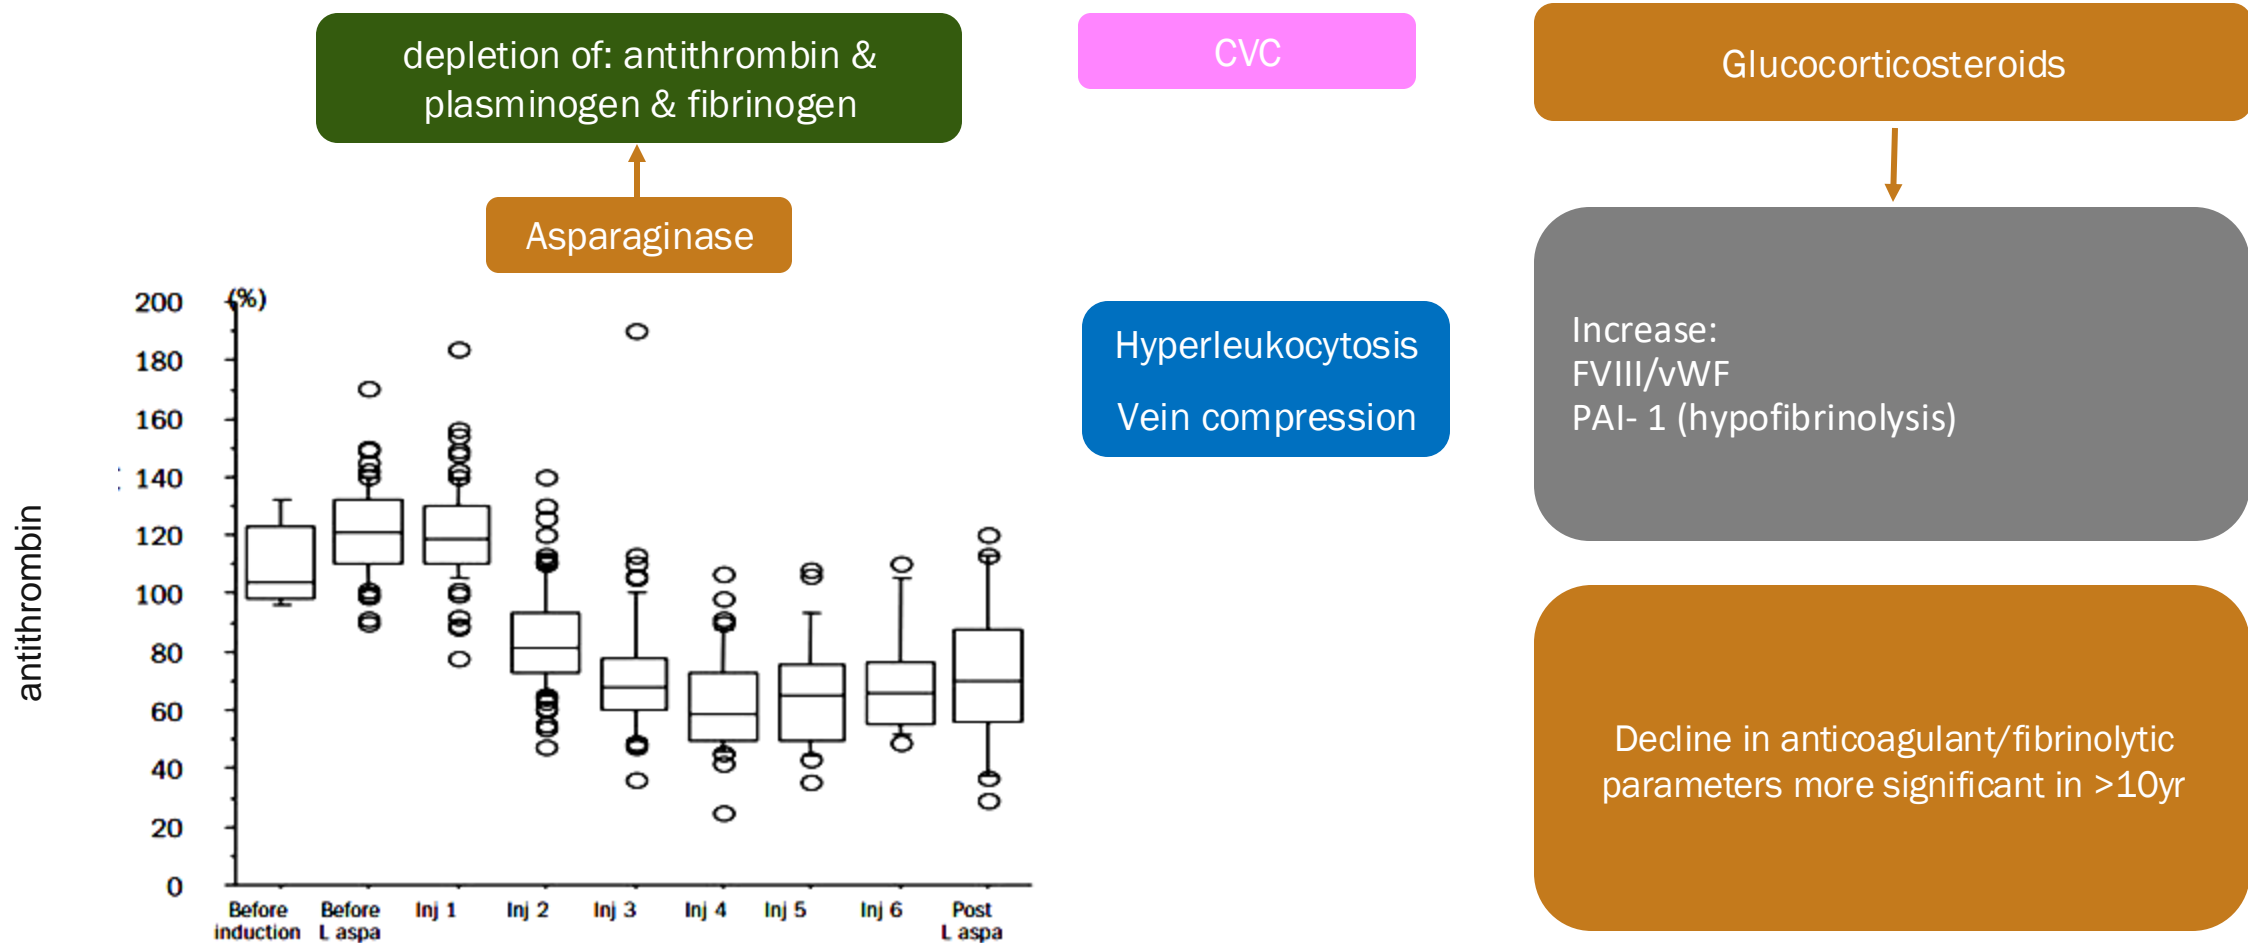 depletion of: antithrombin &
plasminogen & fibrinogen
Asparaginase
CVC
Hyperleukocytosis
Vein compression
Glucocorticosteroids
Increase:
FVIII/vWF
PAI- 1 (hypofibrinolysis)
Decline in anticoagulant/fibrinolytic
parameters more significant in >10yr
antithrombin
(%)
200
180
160
140
120
100
80
60
40
20
0
Before
induction
Before
L aspa
Inj 1
Inj 2
Inj 3
Inj 4
Inj 5
Inj 6
Post
L aspa